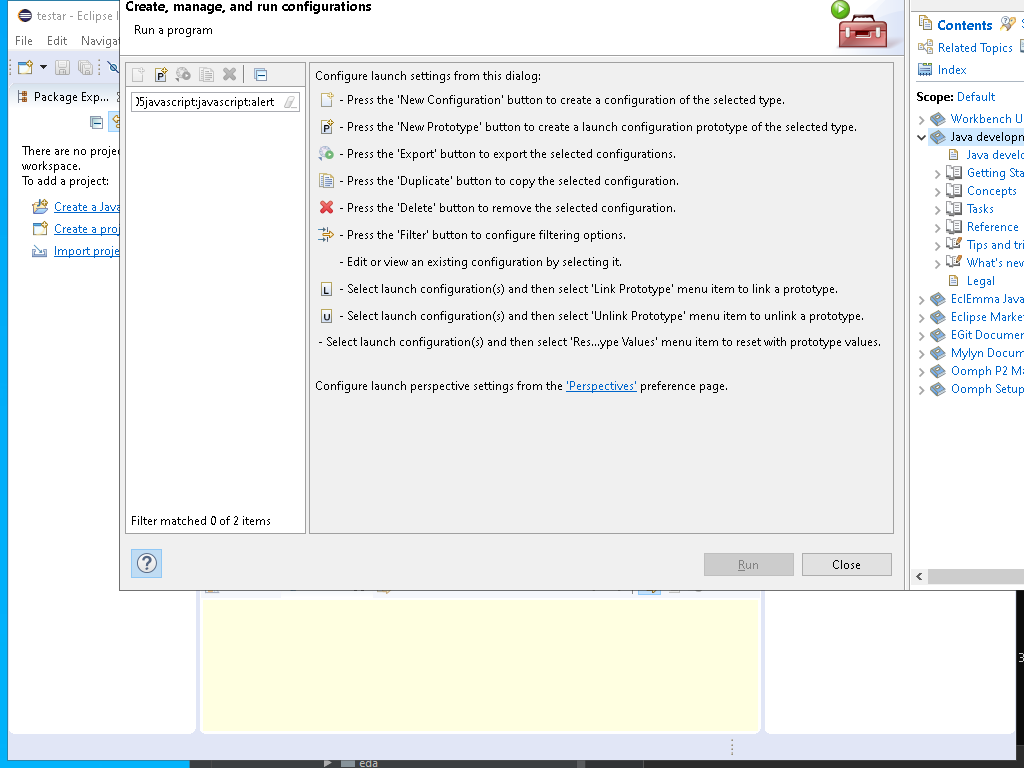 testar - Eclipse I
File Edit Navigat
Package Exp...
There are no proje
workspace.
To add a project:
Create a Java
Create a proj
Import proje
Create, manage, and run configurations
Run a program
)5javascript:javascript:alert
Filter matched 0 of 2 items
Configure launch settings from this dialog:
- Press the 'New Configuration' button to create a configuration of the selected type.
- Press the 'New Prototype' button to create a launch configuration prototype of the selected type.
- Press the 'Export' button to export the selected configurations.
- Press the 'Duplicate' button to copy the selected configuration.
- Press the 'Delete' button to remove the selected configuration.
- Press the 'Filter' button to configure filtering options.
- Edit or view an existing configuration by selecting it.
L - Select launch configuration(s) and then select 'Link Prototype' menu item to link a prototype.
U - Select launch configuration(s) and then select 'Unlink Prototype' menu item to unlink a prototype.
- Select launch configuration(s) and then select 'Res...ype Values' menu item to reset with prototype values.
Configure launch perspective settings from the 'Perspectives' preference page.
Run Close
Contents
Related Topics
Index
Scope: Default
Workbench U
Java developn
Java develo
Getting Sta
Concepts
Tasks
Reference
Tips and tri
What's new
Legal
EclEmma Java
Eclipse Marke
EGit Documen
Mylyn Docum
Oomph P2 Ma
Oomph Setup
3
eda